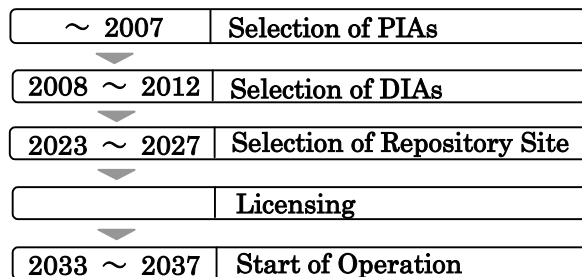 ～ 2007 Selection of PIAs
2008 ～ 2012 Selection of DIAs
2023 ～ 2027 Selection of Repository Site
Licensing
2033 ～ 2037 Start of Operation